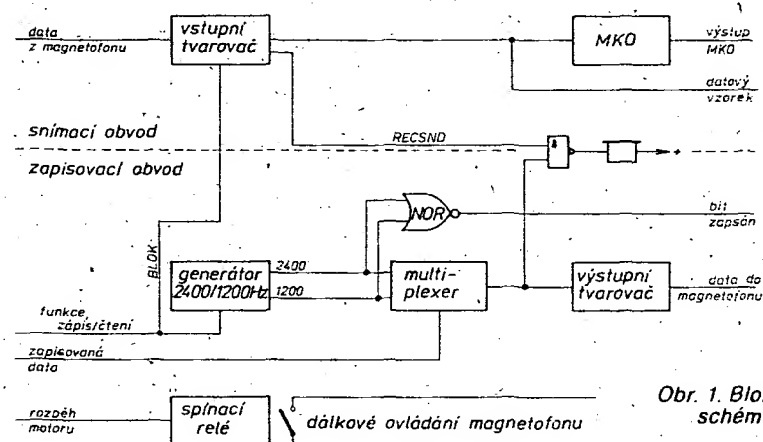 data
z magnetofonu
vstupní
tvarovač
MKO
výstup
MKO
datový
vzorek
snímací obvod
RECSND
&
+
zapisovací obvod
NOR
bit
zapsán
BLOK
generátor
2400/1200Hz
2400
1200
multi-
plexer
výstupní
tvarovač
data do
magnetofonu
funkce
zápis/čtení
zapisovaná
data
rozběh
motoru
spínací
relé
dálkové ovládání magnetofonu
Obr. 1. Blo
schém